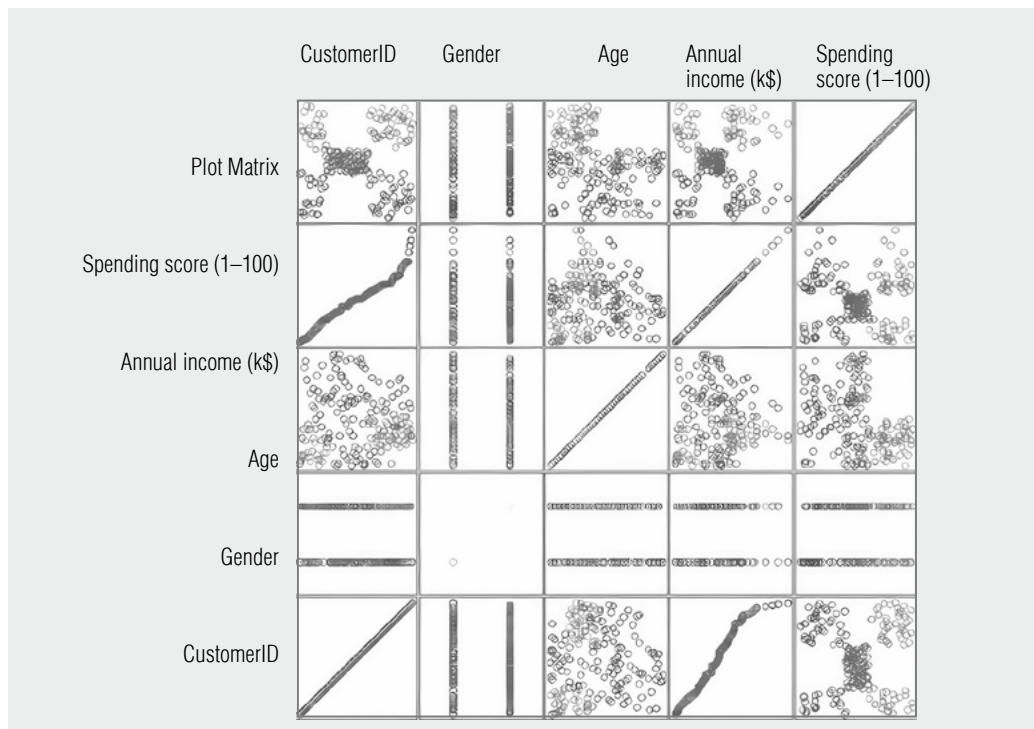 CustomerID Gender Age Annual income (k$) Spending score (1–100)
Plot Matrix
Spending score (1–100)
Annual income (k$)
Age
Gender
CustomerID